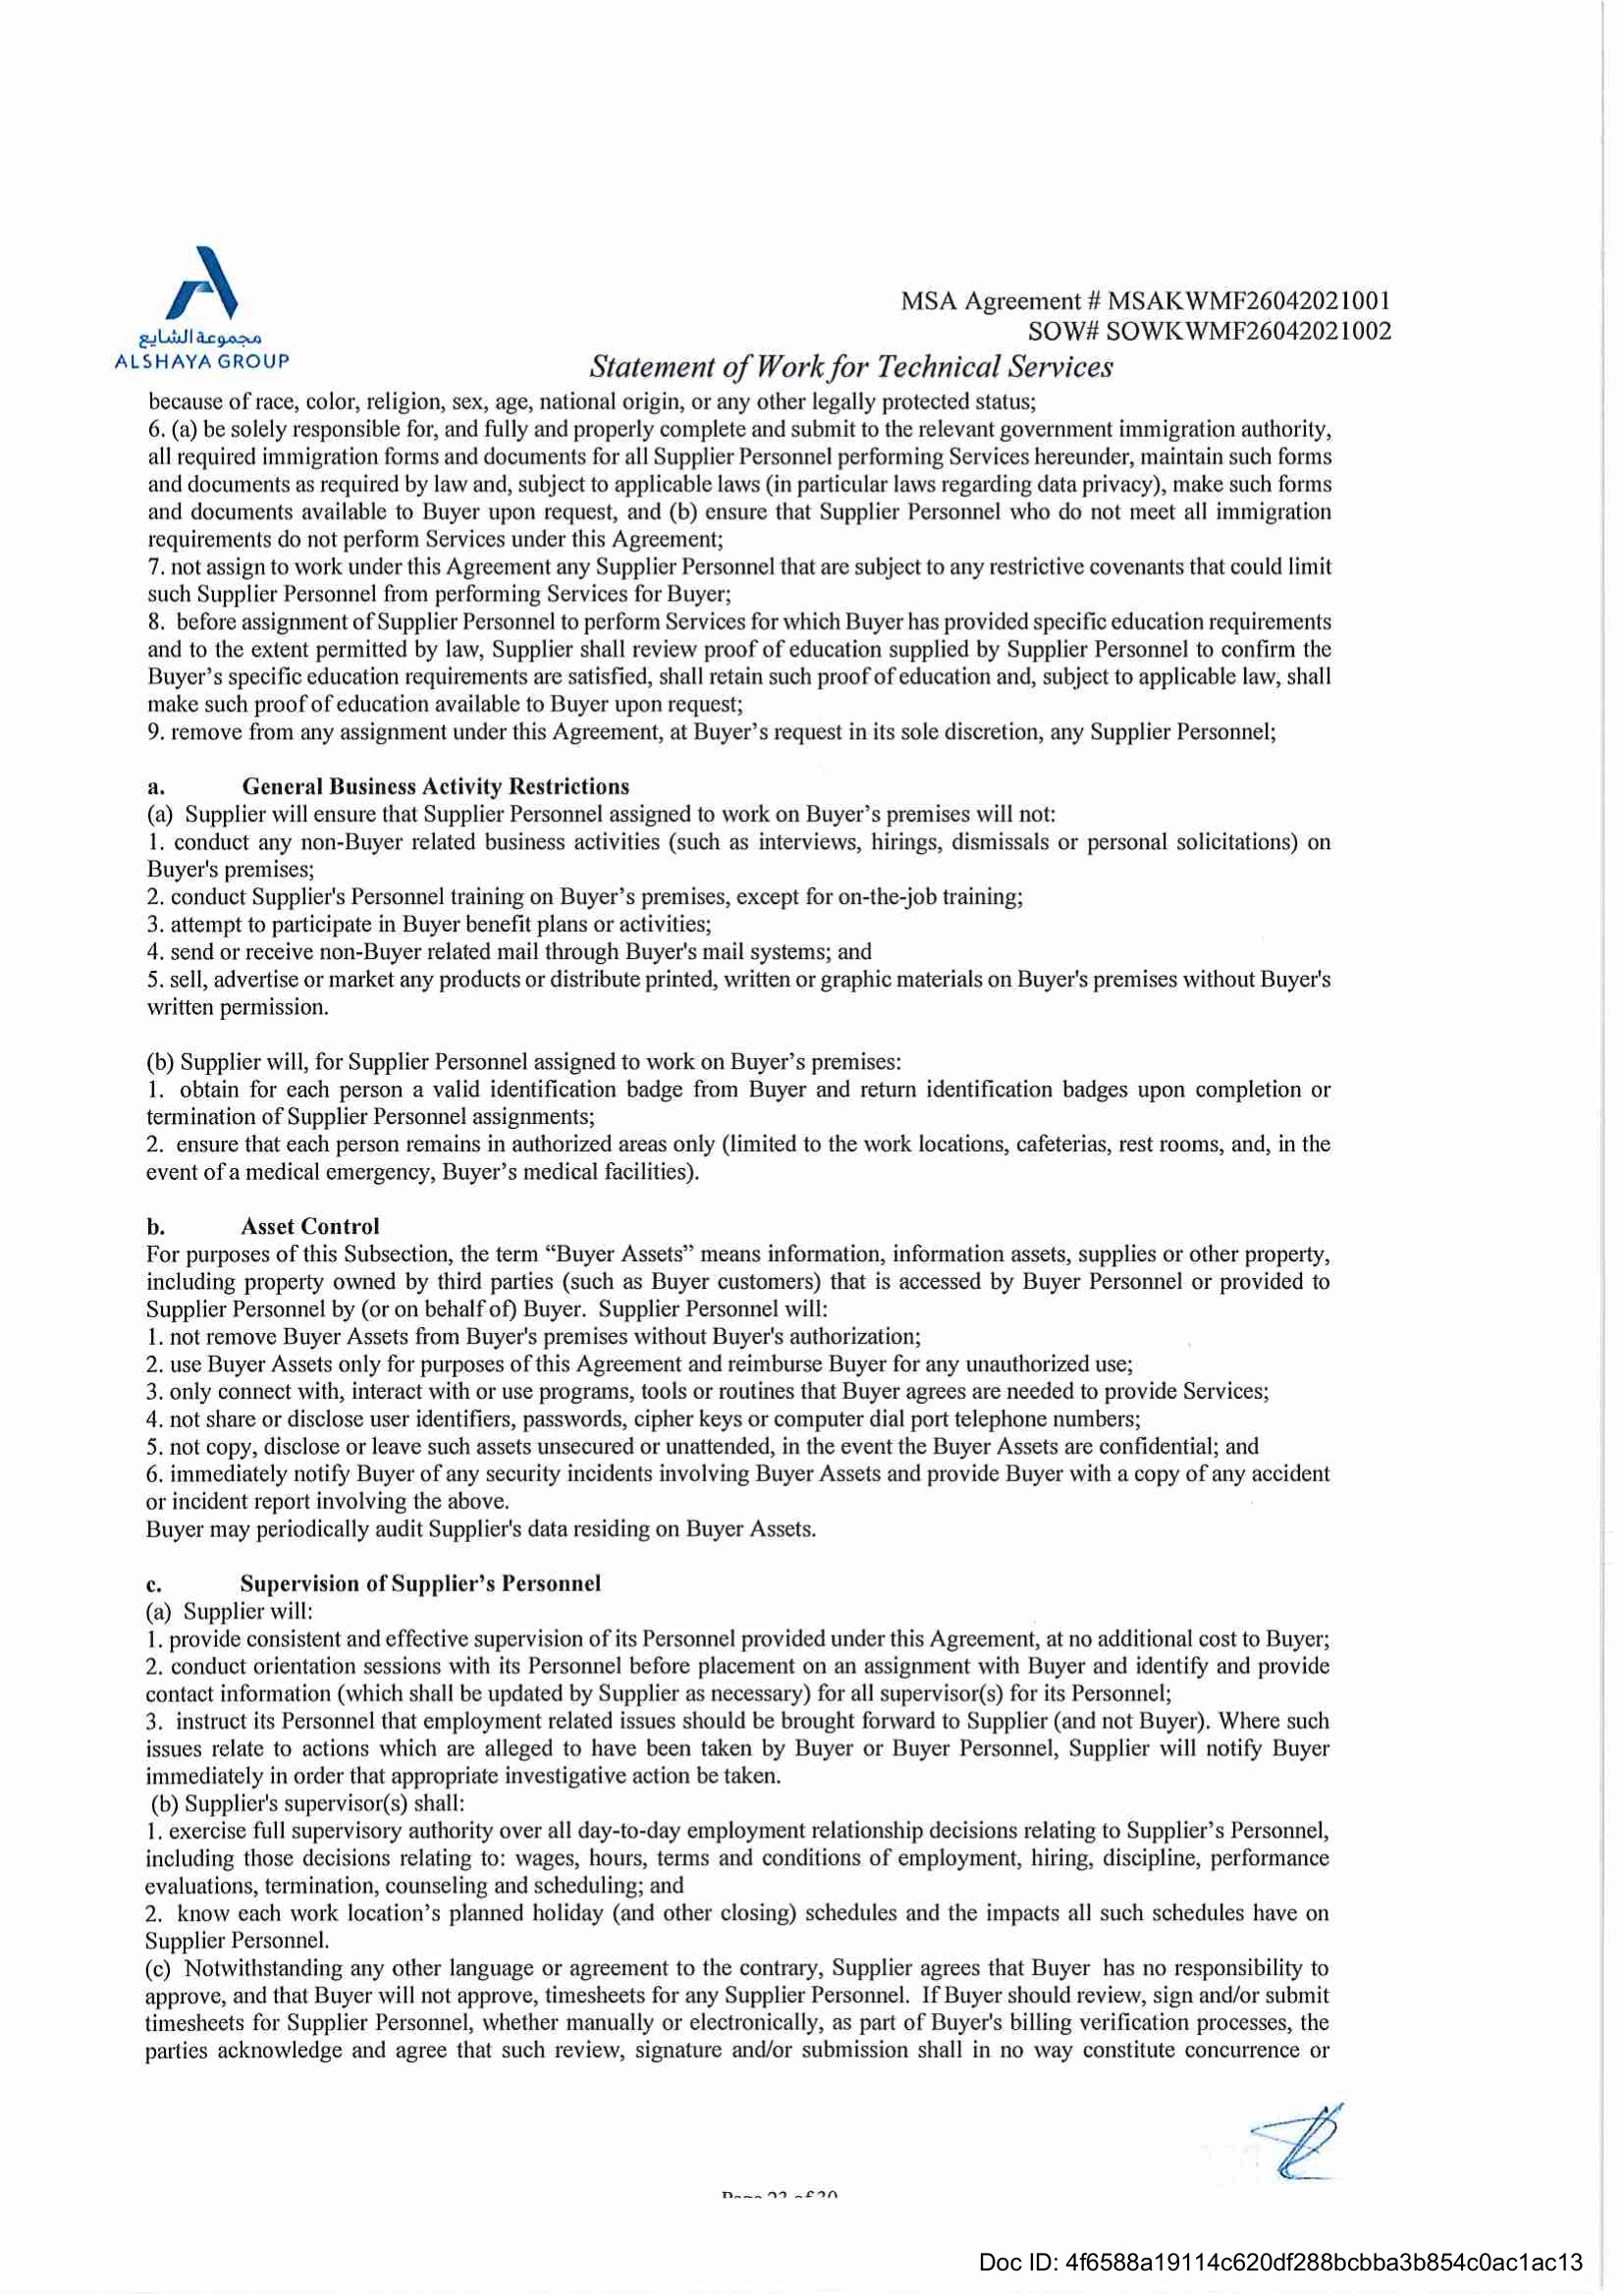 مجموعة الشايع
ALSHAYA GROUP
MSA Agreement # MSAKWMF26042021001
SOW# SOWKWMF26042021002
Statement of Work for Technical Services
because of race, color, religion, sex, age, national origin, or any other legally protected status;
6. (a) be solely responsible for, and fully and properly complete and submit to the relevant government immigration authority,
all required immigration forms and documents for all Supplier Personnel performing Services hereunder, maintain such forms
and documents as required by law and, subject to applicable laws (in particular laws regarding data privacy), make such forms
and documents available to Buyer upon request, and (b) ensure that Supplier Personnel who do not meet all immigration
requirements do not perform Services under this Agreement;
7. not assign to work under this Agreement any Supplier Personnel that are subject to any restrictive covenants that could limit
such Supplier Personnel from performing Services for Buyer;
8. before assignment of Supplier Personnel to perform Services for which Buyer has provided specific education requirements
and to the extent permitted by law, Supplier shall review proof of education supplied by Supplier Personnel to confirm the
Buyer's specific education requirements are satisfied, shall retain such proof of education and, subject to applicable law, shall
make such proof of education available to Buyer upon request;
9. remove from any assignment under this Agreement, at Buyer's request in its sole discretion, any Supplier Personnel;
a. General Business Activity Restrictions
(a) Supplier will ensure that Supplier Personnel assigned to work on Buyer's premises will not:
1. conduct any non-Buyer related business activities (such as interviews, hirings, dismissals or personal solicitations) on
Buyer's premises;
2. conduct Supplier's Personnel training on Buyer's premises, except for on-the-job training;
3. attempt to participate in Buyer benefit plans or activities;
4. send or receive non-Buyer related mail through Buyer's mail systems; and
5. sell, advertise or market any products or distribute printed, written or graphic materials on Buyer's premises without Buyer's
written permission.
(b) Supplier will, for Supplier Personnel assigned to work on Buyer's premises:
1. obtain for each person a valid identification badge from Buyer and return identification badges upon completion or
termination of Supplier Personnel assignments;
2. ensure that each person remains in authorized areas only (limited to the work locations, cafeterias, rest rooms, and, in the
event of a medical emergency, Buyer's medical facilities).
b. Asset Control
For purposes of this Subsection, the term “Buyer Assets” means information, information assets, supplies or other property,
including property owned by third parties (such as Buyer customers) that is accessed by Buyer Personnel or provided to
Supplier Personnel by (or on behalf of) Buyer. Supplier Personnel will:
1. not remove Buyer Assets from Buyer's premises without Buyer's authorization;
2. use Buyer Assets only for purposes of this Agreement and reimburse Buyer for any unauthorized use;
3. only connect with, interact with or use programs, tools or routines that Buyer agrees are needed to provide Services;
4. not share or disclose user identifiers, passwords, cipher keys or computer dial port telephone numbers;
5. not copy, disclose or leave such assets unsecured or unattended, in the event the Buyer Assets are confidential; and
6. immediately notify Buyer of any security incidents involving Buyer Assets and provide Buyer with a copy of any accident
or incident report involving the above.
Buyer may periodically audit Supplier's data residing on Buyer Assets.
c. Supervision of Supplier's Personnel
(a) Supplier will:
1. provide consistent and effective supervision of its Personnel provided under this Agreement, at no additional cost to Buyer;
2. conduct orientation sessions with its Personnel before placement on an assignment with Buyer and identify and provide
contact information (which shall be updated by Supplier as necessary) for all supervisor(s) for its Personnel;
3. instruct its Personnel that employment related issues should be brought forward to Supplier (and not Buyer). Where such
issues relate to actions which are alleged to have been taken by Buyer or Buyer Personnel, Supplier will notify Buyer
immediately in order that appropriate investigative action be taken.
(b) Supplier's supervisor(s) shall:
1. exercise full supervisory authority over all day-to-day employment relationship decisions relating to Supplier's Personnel,
including those decisions relating to: wages, hours, terms and conditions of employment, hiring, discipline, performance
evaluations, termination, counseling and scheduling; and
2. know each work location's planned holiday (and other closing) schedules and the impacts all such schedules have on
Supplier Personnel.
(c) Notwithstanding any other language or agreement to the contrary, Supplier agrees that Buyer has no responsibility to
approve, and that Buyer will not approve, timesheets for any Supplier Personnel. If Buyer should review, sign and/or submit
timesheets for Supplier Personnel, whether manually or electronically, as part of Buyer's billing verification processes, the
parties acknowledge and agree that such review, signature and/or submission shall in no way constitute concurrence or
Doc ID: 4f6588a19114c620df288bcbba3b854c0ac1ac13